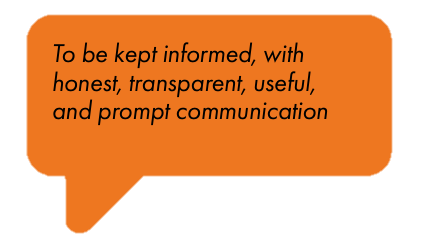 To be kept informed, with
honest, transparent, useful,
and prompt communication